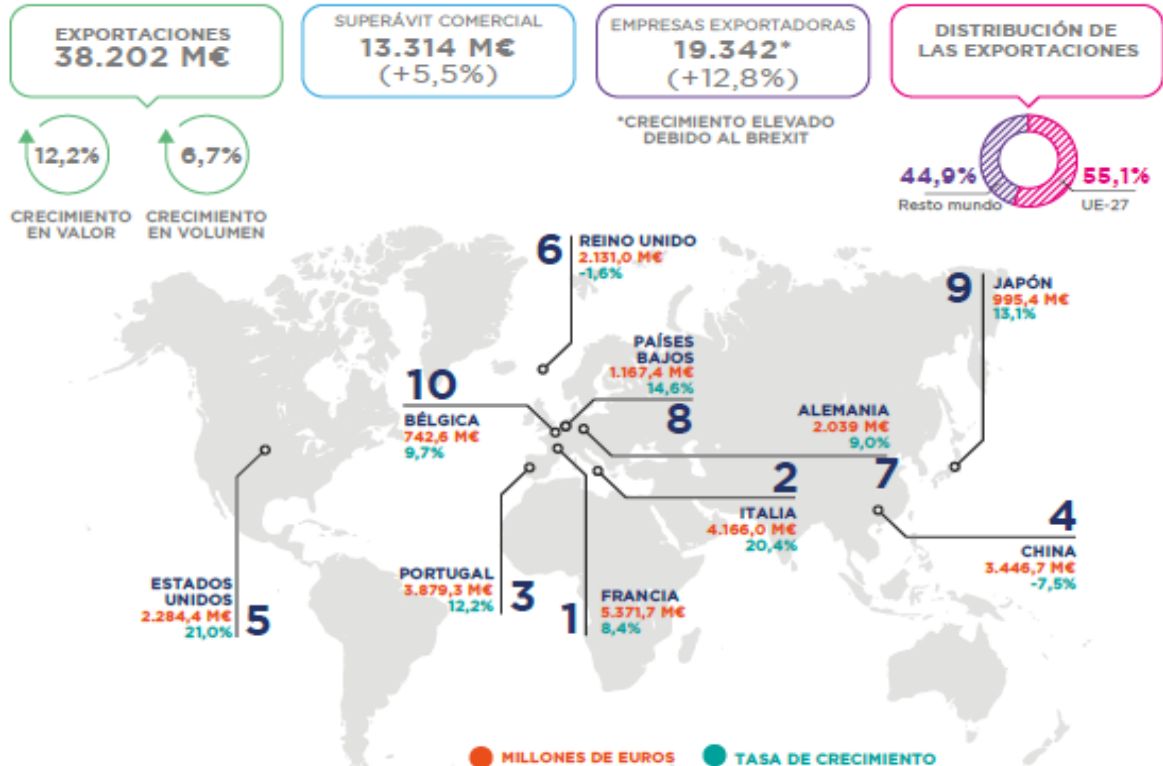 EXPORTACIONES
38.202 M€
SUPERÁVIT COMERCIAL
13.314 M€
(+5,5%)
EMPRESAS EXPORTADORAS
19.342*
(+12,8%)
DISTRIBUCIÓN DE
LAS EXPORTACIONES
12,2%
CRECIMIENTO
EN VALOR
6,7%
CRECIMIENTO
EN VOLUMEN
*CRECIMIENTO ELEVADO
DEBIDO AL BREXIT
44,9%
Resto mundo
55,1%
UE-27
6
REINO UNIDO
2.131,0 M€
-1,6%
9
JAPÓN
995,4 M€
13,1%
PAÍSES
BAJOS
1.167,4 M€
14,6%
8
10
BÉLGICA
742,6 M€
9,7%
ALEMANIA
2.039 M€
9,0%
7
2
ITALIA
4.166,0 M€
20,4%
4
CHINA
3.446,7 M€
-7,5%
ESTADOS
UNIDOS
2.284,4 M€
21,0%
5
PORTUGAL
3.879,3 M€
12,2%
3
1
FRANCIA
5.371,7 M€
8,4%
MILLONES DE EUROS
TASA DE CRECIMIENTO